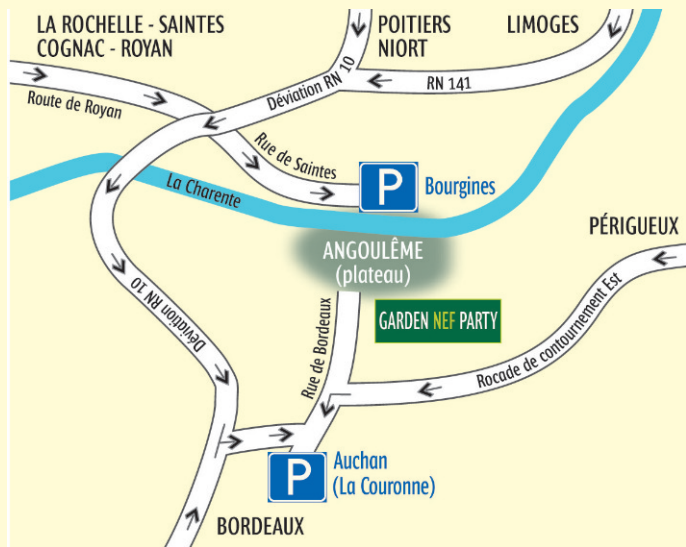 LA ROCHELLE - SAINTES
COGNAC - ROYAN
POITIERS
NIORT
LIMOGES
Déviation RN 10
RN 141
Route de Royan
Rue de Saintes
P
Bourgines
La Charente
ANGOULÊME
(plateau)
PÉRIGUEUX
Déviation RN 10
Rue de Bordeaux
GARDEN NEF PARTY
Rocade de contournement Est
P
Auchan
(La Couronne)
BORDEAUX